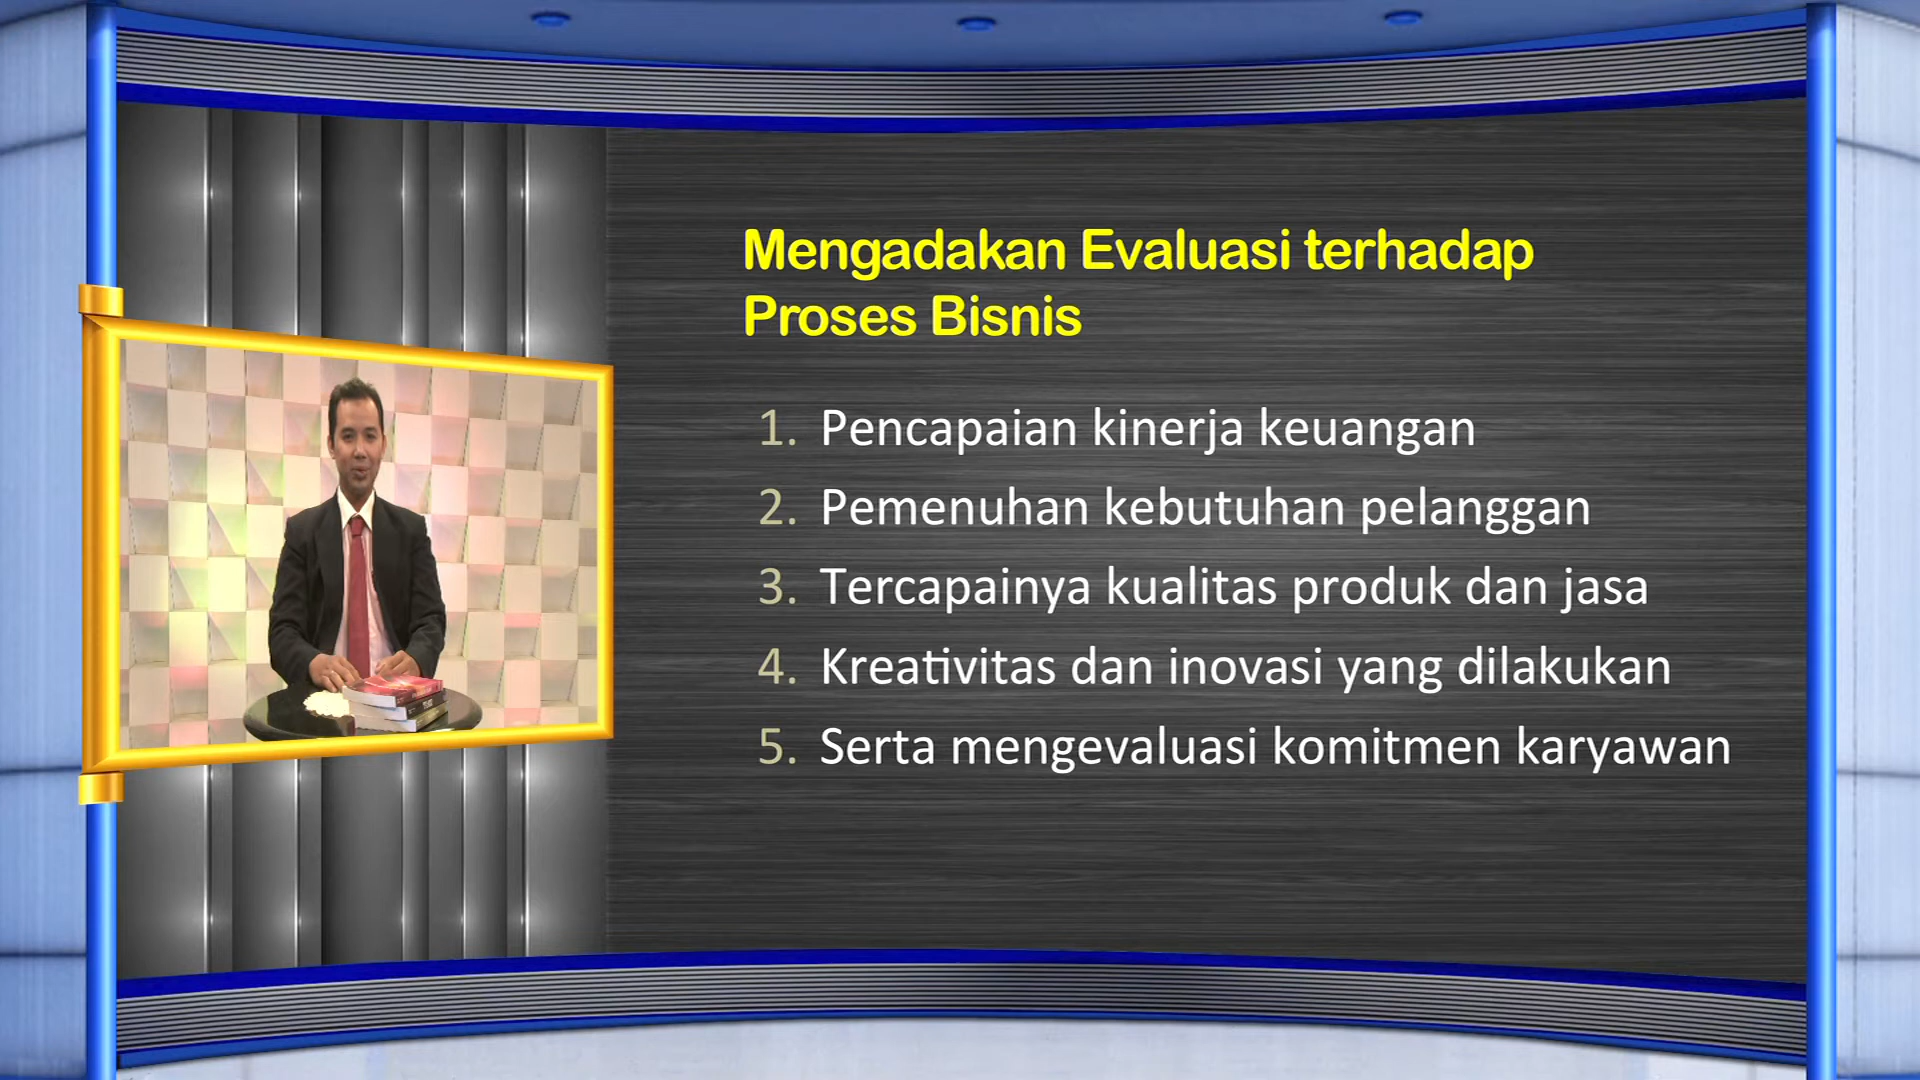 Mengadakan Evaluasi terhadap
Proses Bisnis
1. Pencapaian kinerja keuangan
2. Pemenuhan kebutuhan pelanggan
3. Tercapainya kualitas produk dan jasa
4. Kreativitas dan inovasi yang dilakukan
5. Serta mengevaluasi komitmen karyawan